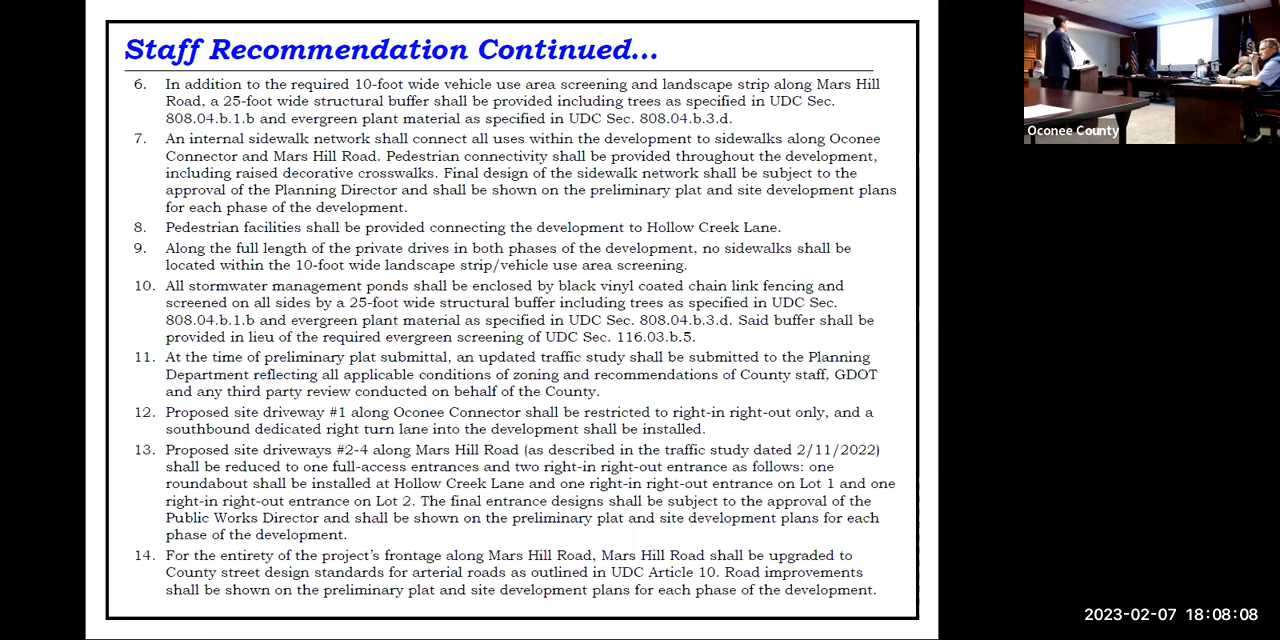 Staff Recommendation Continued...
6. In addition to the required 10-foot wide vehicle use area screening and landscape strip along Mars Hill
Road, a 25-foot wide structural buffer shall be provided including trees as specified in UDC Sec.
808.04.b.1.b and evergreen plant material as specified in UDC Sec. 808.04.b.3.d.
7. An internal sidewalk network shall connect all uses within the development to sidewalks along Oconee
Connector and Mars Hill Road. Pedestrian connectivity shall be provided throughout the development,
including raised decorative crosswalks. Final design of the sidewalk network shall be subject to the
approval of the Planning Director and shall be shown on the preliminary plat and site development plans
for each phase of the development.
8. Pedestrian facilities shall be provided connecting the development to Hollow Creek Lane.
9. Along the full length of the private drives in both phases of the development, no sidewalks shall be
located within the 10-foot wide landscape strip/vehicle use area screening.
10. All stormwater management ponds shall be enclosed by black vinyl coated chain link fencing and
screened on all sides by a 25-foot wide structural buffer including trees as specified in UDC Sec.
808.04.b.1.b and evergreen plant material as specified in UDC Sec. 808.04.b.3.d. Said buffer shall be
provided in lieu of the required evergreen screening of UDC Sec. 116.03.b.5.
11. At the time of preliminary plat submittal, an updated traffic study shall be submitted to the Planning
Department reflecting all applicable conditions of zoning and recommendations of County staff, GDOT
and any third party review conducted on behalf of the County.
12. Proposed site driveway #1 along Oconee Connector shall be restricted to right-in right-out only, and a
southbound dedicated right turn lane into the development shall be installed.
13. Proposed site driveways #2-4 along Mars Hill Road (as described in the traffic study dated 2/11/2022)
shall be reduced to one full-access entrances and two right-in right-out entrance as follows: one
roundabout shall be installed at Hollow Creek Lane and one right-in right-out entrance on Lot 1 and one
right-in right-out entrance on Lot 2. The final entrance designs shall be subject to the approval of the
Public Works Director and shall be shown on the preliminary plat and site development plans for each
phase of the development.
14. For the entirety of the project's frontage along Mars Hill Road, Mars Hill Road shall be upgraded to
County street design standards for arterial roads as outlined in UDC Article 10. Road improvements
shall be shown on the preliminary plat and site development plans for each phase of the development.
Oconee County
2023-02-07 18:08:08